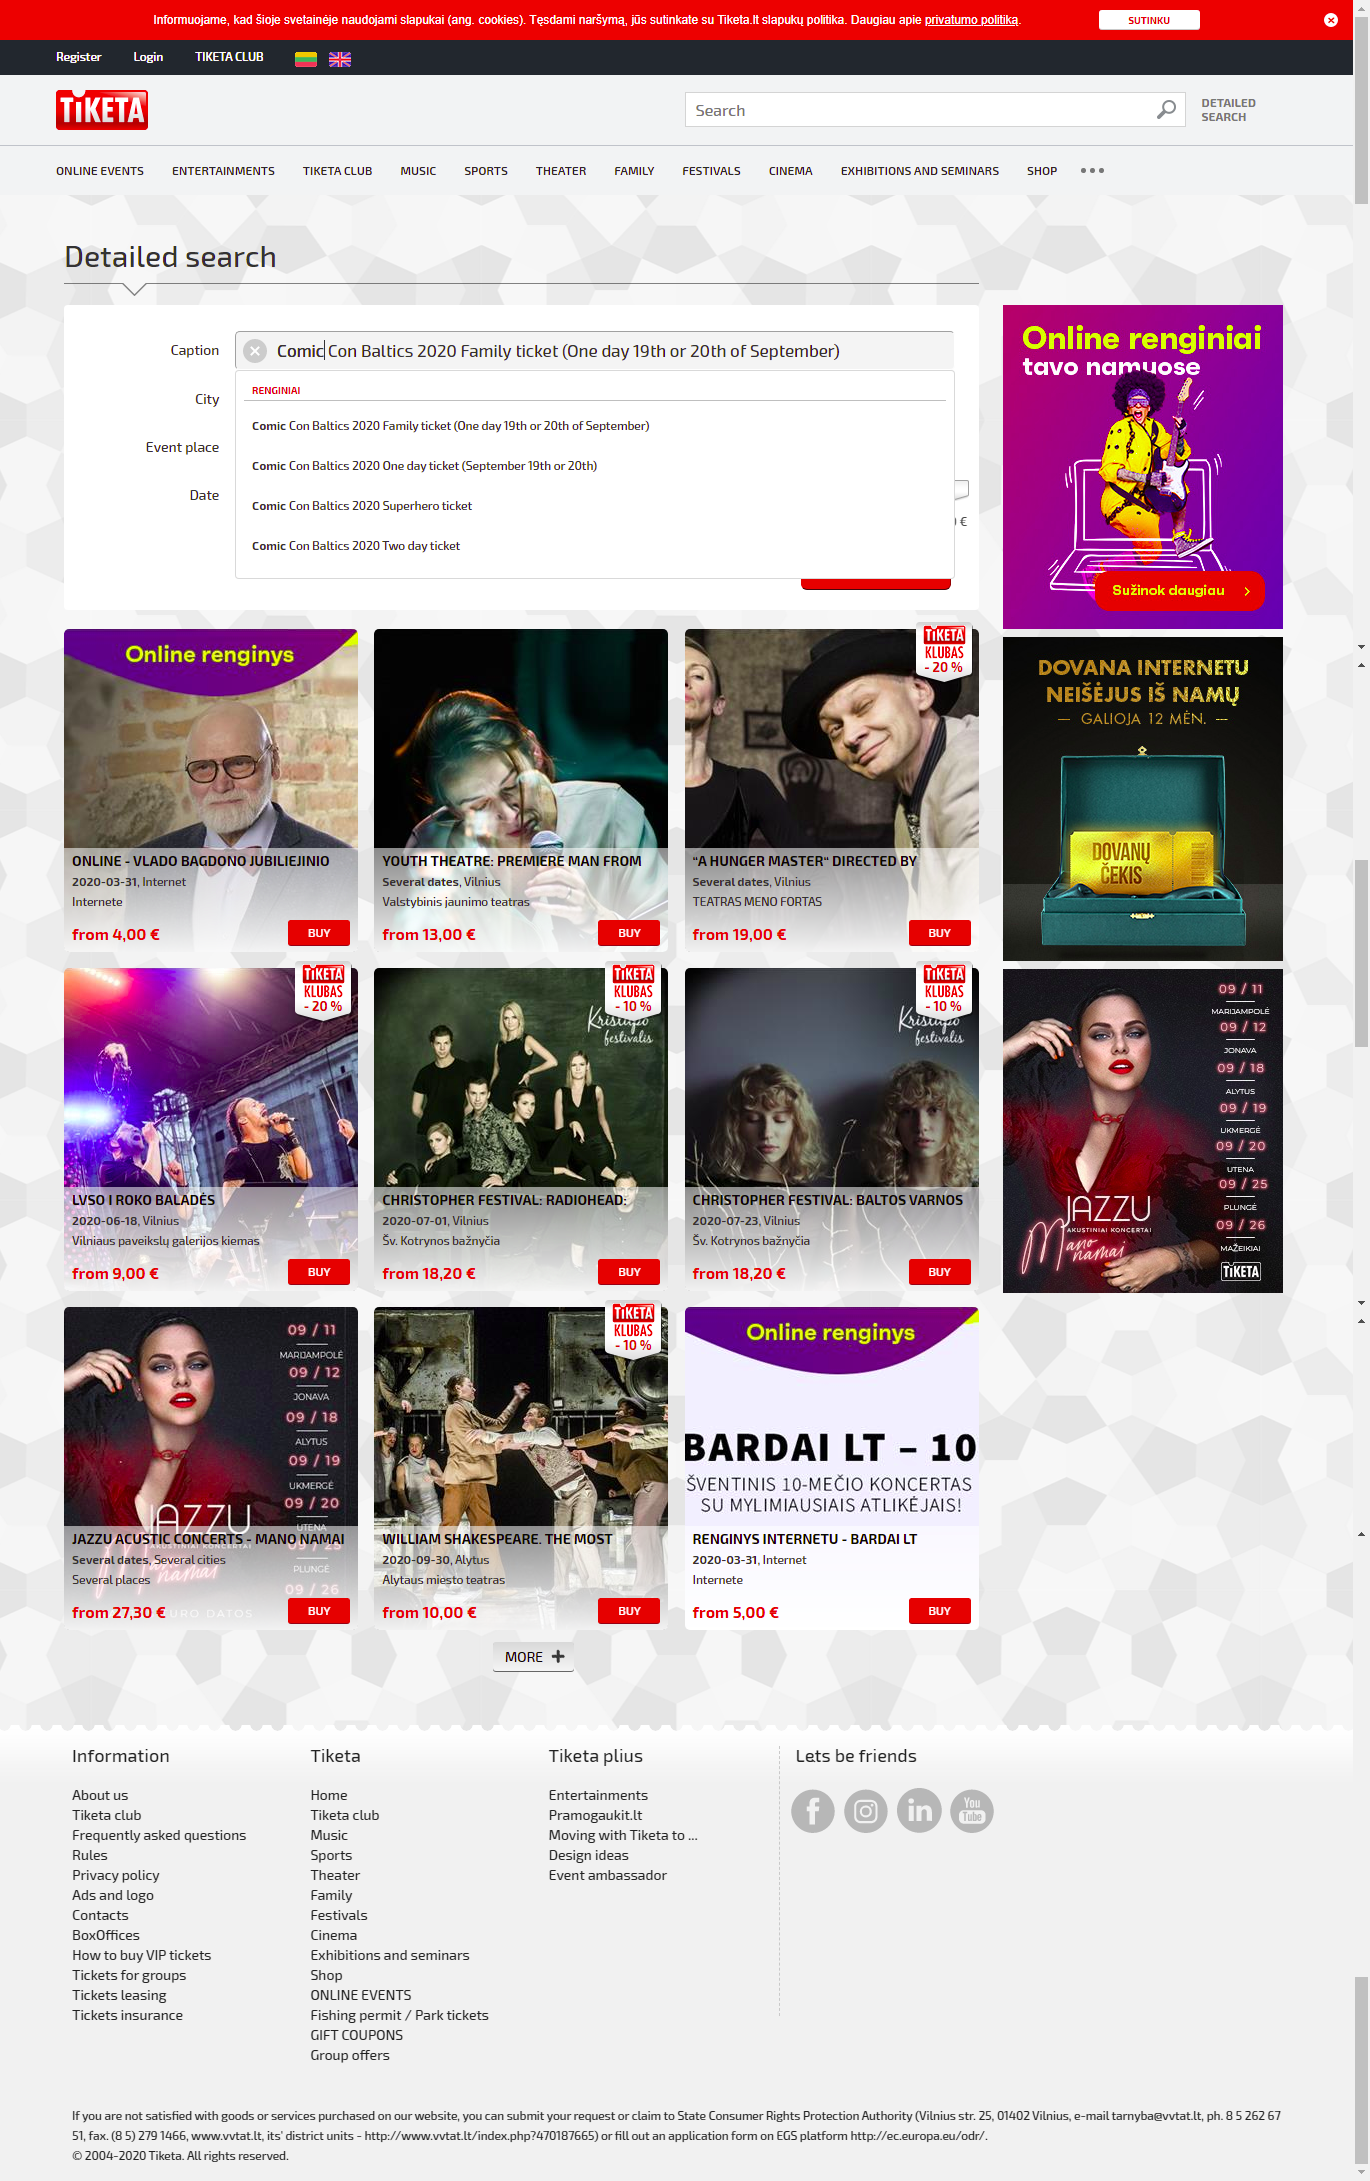 Informuojame, kad šioje svetainėje naudojami slapukai (ang. cookies). Tęsdami naršymą, jūs sutinkate su Tiketa.lt slapukų politika. Daugiau apie privatumo politiką.
SUTINKU
Register Login TIKETA CLUB
TiKETA
Search
DETAILED
SEARCH
ONLINE EVENTS ENTERTAINMENTS TIKETA CLUB MUSIC SPORTS THEATER FAMILY FESTIVALS CINEMA EXHIBITIONS AND SEMINARS SHOP
Detailed search
Caption
Comic Con Baltics 2020 Family ticket (One day 19th or 20th of September)
City
Event place
Date
RENGINIAI
Comic Con Baltics 2020 Family ticket (One day 19th or 20th of September)
Comic Con Baltics 2020 One day ticket (September 19th or 20th)
Comic Con Baltics 2020 Superhero ticket
Comic Con Baltics 2020 Two day ticket
€
Online renginiai
tavo namuose
Sužinok daugiau
DOVANA INTERNETU
NEIŠĖJUS IŠ NAMŲ
— GALIOJA 12 MĖN. —
DOVANŲ
ČEKIS
09 / 11
MARIJAMPOLĖ
09 / 12
JONAVA
09 / 18
ALYTUS
09 / 19
UKMERGĖ
09 / 20
UTENA
09 / 25
PLUNGĖ
09 / 26
MAŽEIKIAI
JAZZU
AKUSTINIAI KONCERTAI
Mano namai
TiKETA
Online renginys
ONLINE - VLADO BAGDONO JUBILIEJINIO
2020-03-31, Internet
Internete
from 4,00 €
BUY
YOUTH THEATRE: PREMIERE MAN FROM
Several dates, Vilnius
Valstybinis jaunimo teatras
from 13,00 €
BUY
TiKETA
KLUBAS
- 20 %
"A HUNGER MASTER" DIRECTED BY
Several dates, Vilnius
TEATRAS MENO FORTAS
from 19,00 €
BUY
TiKETA
KLUBAS
- 20 %
LVSO I ROKO BALADĖS
2020-06-18, Vilnius
Vilniaus paveikslų galerijos kiemas
from 9,00 €
BUY
TiKETA
KLUBAS
- 10 %
Kristupo
festivalis
CHRISTOPHER FESTIVAL: RADIOHEAD:
2020-07-01, Vilnius
Šv. Kotrynos bažnyčia
from 18,20 €
BUY
TiKETA
KLUBAS
- 10 %
Kristupo
festivalis
CHRISTOPHER FESTIVAL: BALTOS VARNOS
2020-07-23, Vilnius
Šv. Kotrynos bažnyčia
from 18,20 €
BUY
09 / 11
MARIJAMPOLĖ
09 / 12
JONAVA
09 / 18
ALYTUS
09 / 19
UKMERGĖ
09 / 20
UTENA
09 / 25
PLUNGĖ
09 / 26
JAZZU
JAZZU ACUSTIC CONCERTS - MANO NAMAI
Several dates, Several cities
Several places
from 27,30 €
BUY
TiKETA
KLUBAS
- 10 %
WILLIAM SHAKESPEARE. THE MOST
2020-09-30, Alytus
Alytaus miesto teatras
from 10,00 €
BUY
Online renginys
BARDAI LT – 10
ŠVENTINIS 10-MEČIO KONCERTAS
SU MYLIMIAUSIAIS ATLIKĖJAIS!
RENGINYS INTERNETU - BARDAI LT
2020-03-31, Internet
Internete
from 5,00 €
BUY
MORE
Information
About us
Tiketa club
Frequently asked questions
Rules
Privacy policy
Ads and logo
Contacts
BoxOffices
How to buy VIP tickets
Tickets for groups
Tickets leasing
Tickets insurance
Tiketa
Home
Tiketa club
Music
Sports
Theater
Family
Festivals
Cinema
Exhibitions and seminars
Shop
ONLINE EVENTS
Fishing permit / Park tickets
GIFT COUPONS
Group offers
Tiketa plius
Entertainments
Pramogaukit.lt
Moving with Tiketa to ...
Design ideas
Event ambassador
Lets be friends
f
in
You
Tube
If you are not satisfied with goods or services purchased on our website, you can submit your request or claim to State Consumer Rights Protection Authority (Vilnius str. 25, 01402 Vilnius, e-mail tarnyba@vvtat.lt, ph. 8 5 262 67
51, fax. (8 5) 279 1466, www.vvtat.lt, its' district units - http://www.vvtat.lt/index.php?470187665) or fill out an application form on EGS platform http://ec.europa.eu/odr/.
© 2004-2020 Tiketa. All rights reserved.